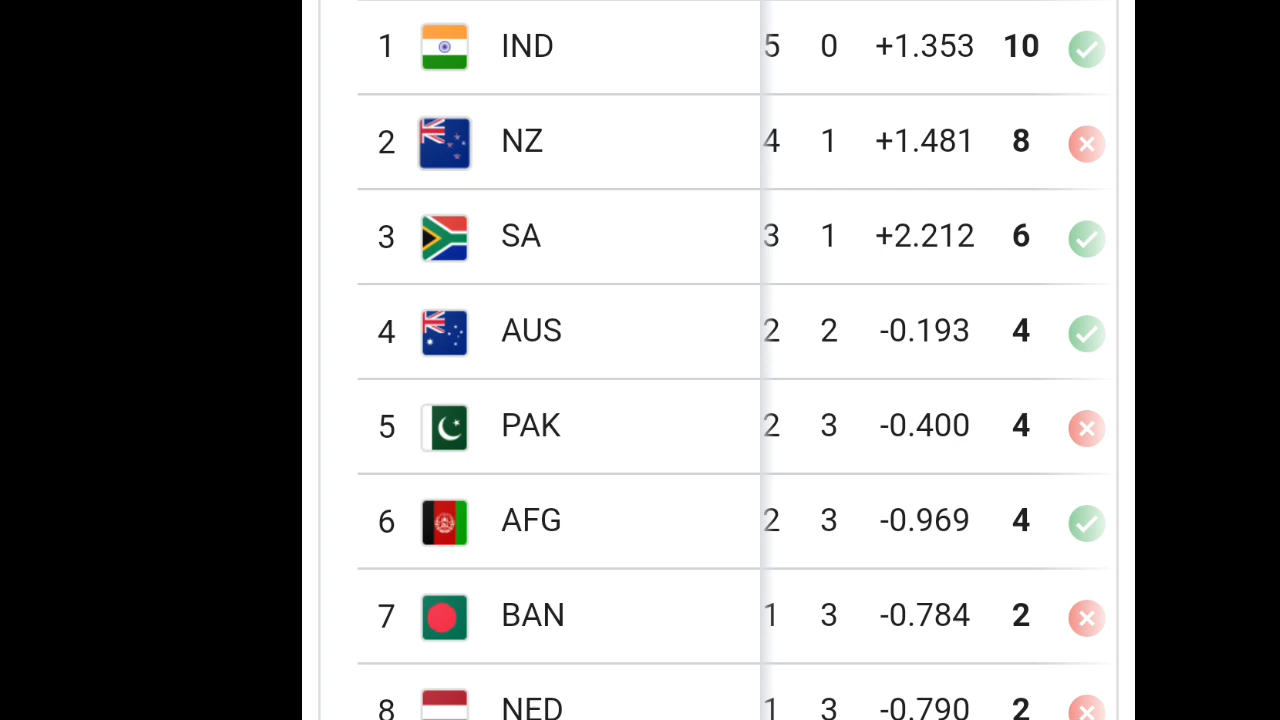 1 IND 5 0 +1.353 10
2 NZ 4 1 +1.481 8
3 SA 3 1 +2.212 6
4 AUS 2 2 -0.193 4
5 PAK 2 3 -0.400 4
6 AFG 2 3 -0.969 4
7 BAN 1 3 -0.784 2
8 NED 1 3 -0.790 2